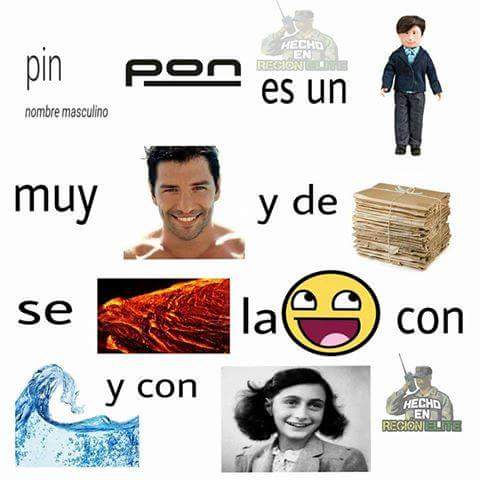 pin
nombre masculino
pon
es un
HECHO
EN
REGION ELITE
muy
y de
se
la
con
y con
HECHO
EN
REGION ELITE